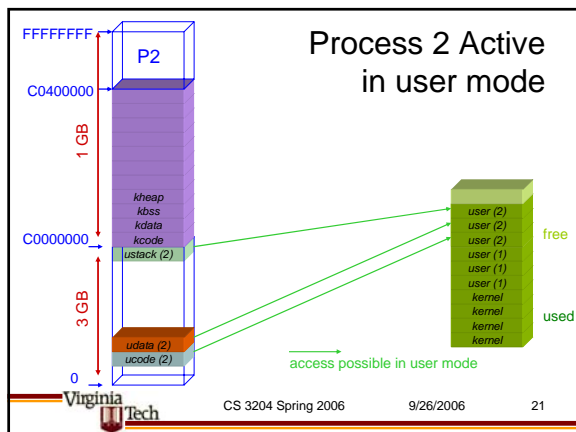 Process 2 Active
in user mode
FFFFFFFF
P2
C0400000
1 GB
kheap
kbss
kdata
kcode
C0000000
ustack (2)
3 GB
udata (2)
ucode (2)
0
user (2)
user (2)
user (2)
user (1)
user (1)
user (1)
kernel
kernel
kernel
kernel
free
used
access possible in user mode
Virginia
Tech
CS 3204 Spring 2006
9/26/2006
21